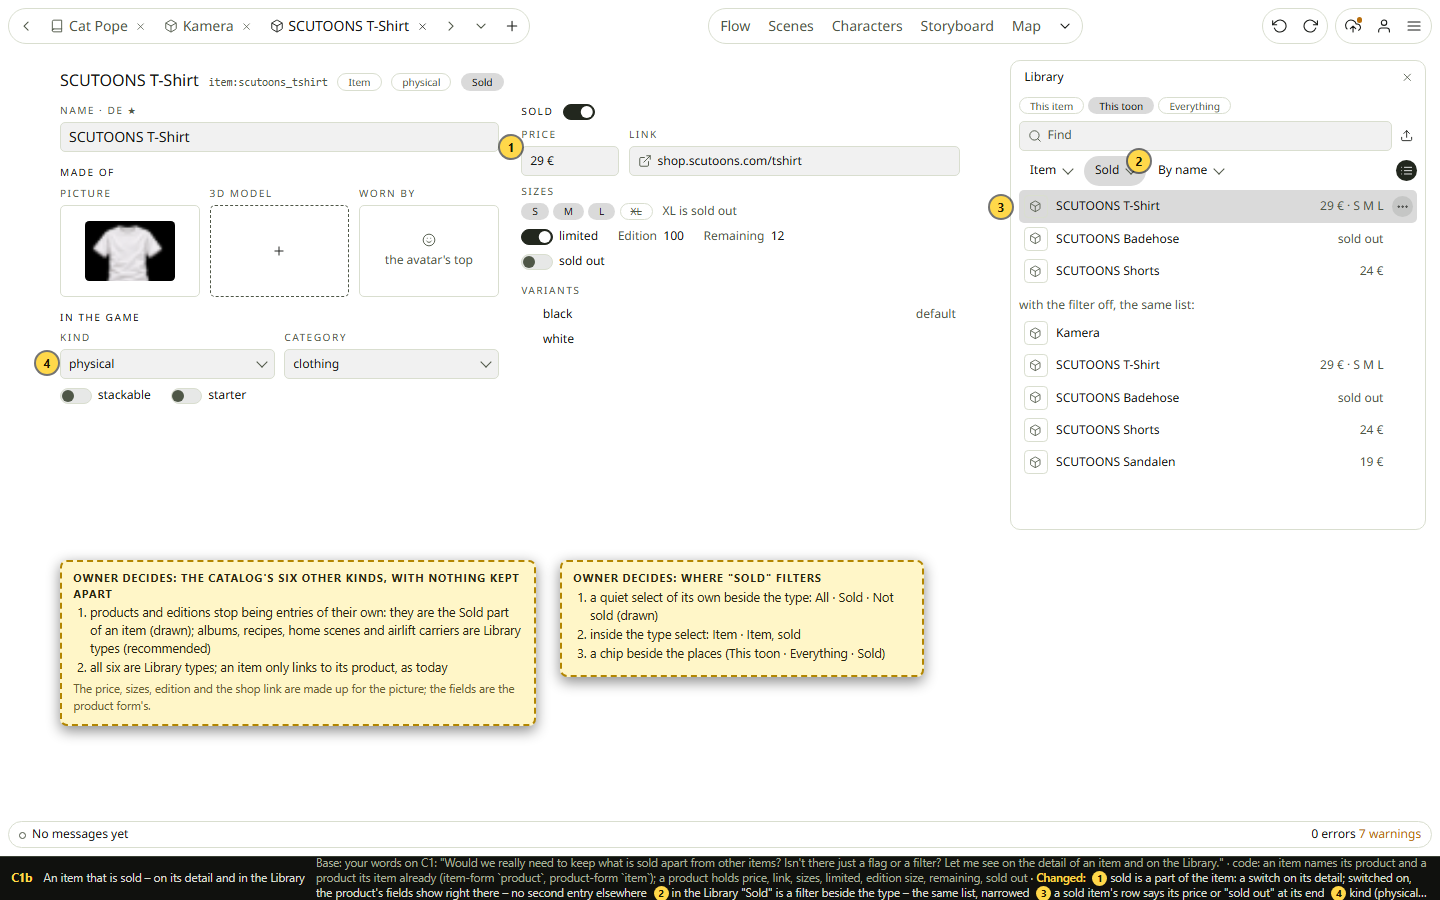 Cat Pope
Kamera
SCUTOONS T-Shirt
Flow
Scenes
Characters
Storyboard
Map
SCUTOONS T-Shirt
item:scutoons_tshirt
Item
physical
Sold
NAME · DE ★
SCUTOONS T-Shirt
MADE OF
PICTURE
3D MODEL
WORN BY
+
the avatar's top
IN THE GAME
KIND
CATEGORY
4
physical
clothing
stackable
starter
SOLD
PRICE
LINK
1
29 €
shop.scutoons.com/tshirt
SIZES
S
M
L
XL
XL is sold out
limited
Edition 100
Remaining 12
sold out
VARIANTS
black
default
white
Library
This item
This toon
Everything
Find
Item
Sold
2
By name
3
SCUTOONS T-Shirt
29 € · S M L
SCUTOONS Badehose
sold out
SCUTOONS Shorts
24 €
with the filter off, the same list:
Kamera
SCUTOONS T-Shirt
29 € · S M L
SCUTOONS Badehose
sold out
SCUTOONS Shorts
24 €
SCUTOONS Sandalen
19 €
OWNER DECIDES: THE CATALOG'S SIX OTHER KINDS, WITH NOTHING KEPT
APART
1. products and editions stop being entries of their own: they are the Sold part
of an item (drawn); albums, recipes, home scenes and airlift carriers are Library
types (recommended)
2. all six are Library types; an item only links to its product, as today
The price, sizes, edition and the shop link are made up for the picture; the fields are the
product form's.
OWNER DECIDES: WHERE "SOLD" FILTERS
1. a quiet select of its own beside the type: All · Sold · Not
sold (drawn)
2. inside the type select: Item · Item, sold
3. a chip beside the places (This toon · Everything · Sold)
No messages yet
0 errors 7 warnings
C1b
An item that is sold – on its detail and in the Library
Base: your words on C1: "Would we really need to keep what is sold apart from other items? Isn't there just a flag or a filter? Let me see on the detail of an item and on the Library." · code: an item names its product and a
product its item already (item-form `product`, product-form `item`); a product holds price, link, sizes, limited, edition size, remaining, sold out · Changed: 1 sold is a part of the item: a switch on its detail; switched on,
the product's fields show right there – no second entry elsewhere 2 in the Library "Sold" is a filter beside the type – the same list, narrowed 3 a sold item's row says its price or "sold out" at its end 4 kind (physical...